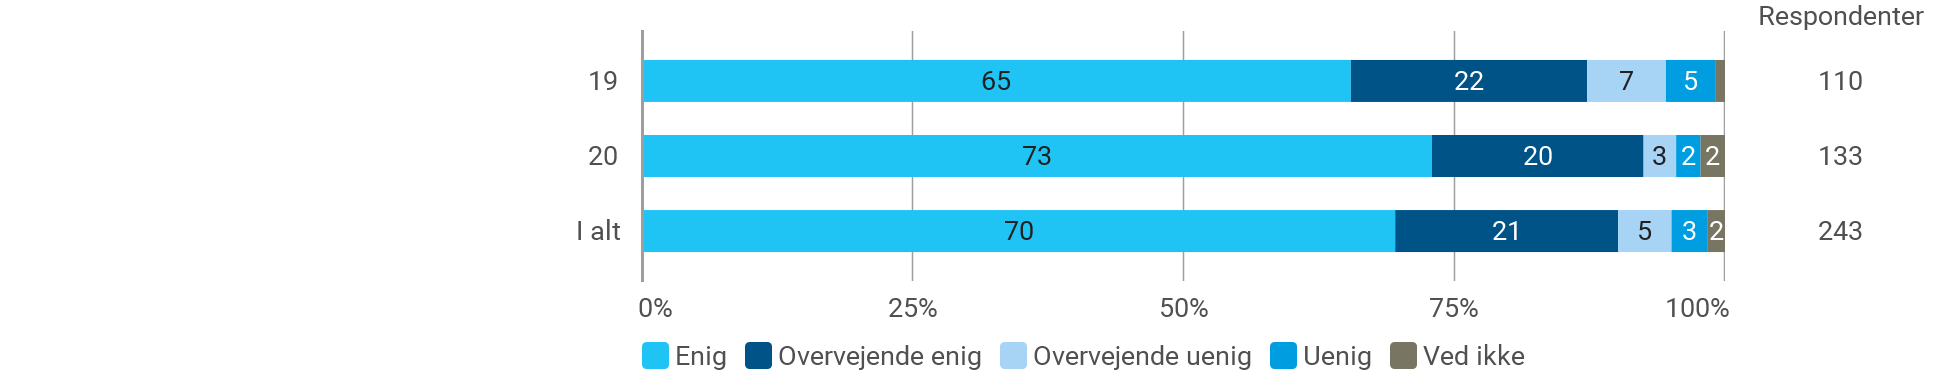 Respondenter
19 65 22 7 5 110
20 73 20 3 2 2 133
I alt 70 21 5 3 2 243
0% 25% 50% 75% 100%
Enig Overvejende enig Overvejende uenig Uenig Ved ikke